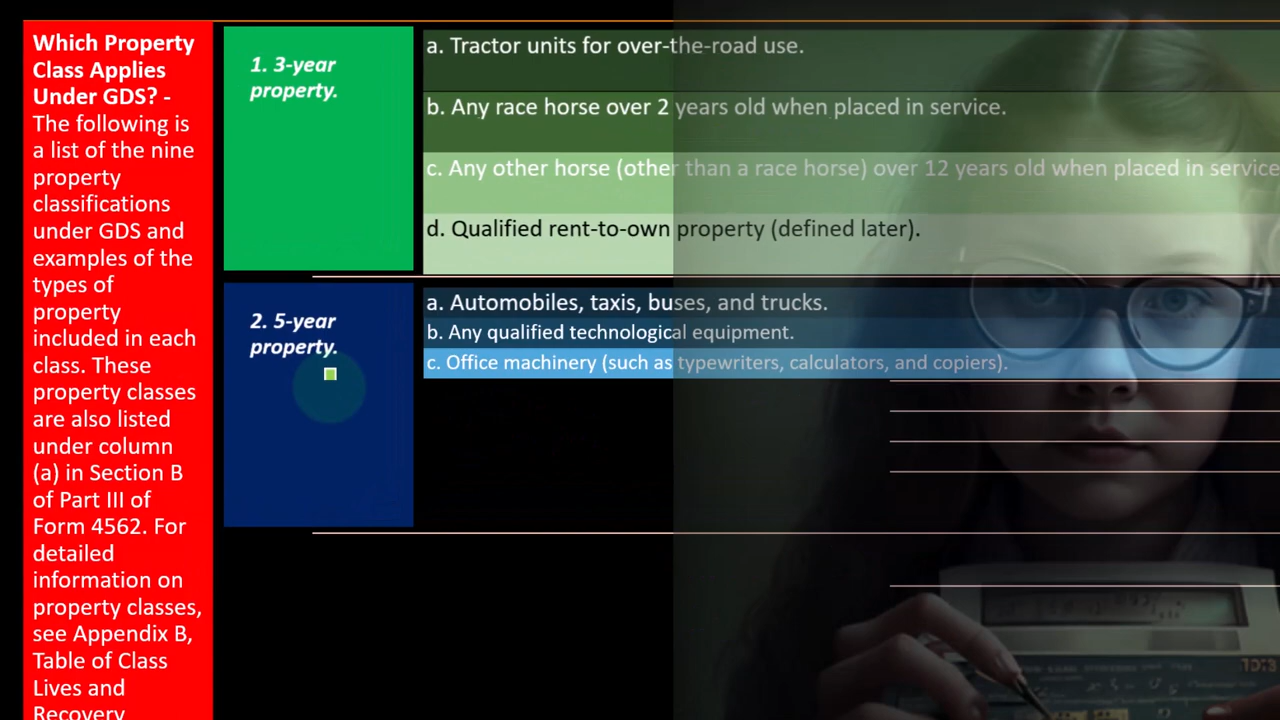 Which Property
Class Applies
Under GDS? -
The following is
a list of the nine
property
classifications
under GDS and
examples of the
types of
property
included in each
class. These
property classes
are also listed
under column
(a) in Section B
of Part III of
Form 4562. For
detailed
information on
property classes,
see Appendix B,
Table of Class
Lives and
Recovery
1. 3-year
property.
a. Tractor units for over-the-road use.
b. Any race horse over 2 years old when placed in service.
c. Any other horse (other than a race horse) over 12 years old when placed in service
d. Qualified rent-to-own property (defined later).
2. 5-year
property.
a. Automobiles, taxis, buses, and trucks.
b. Any qualified technological equipment.
c. Office machinery (such as typewriters, calculators, and copiers).